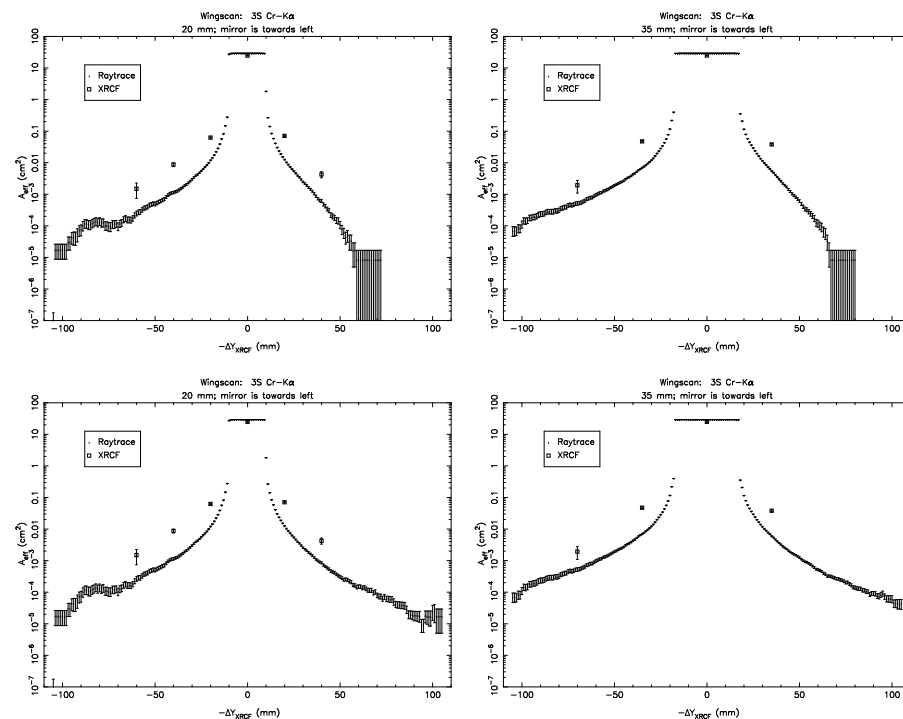 Wingscan: 3S Cr-Kα
20 mm; mirror is towards left
A_eff (cm²)
100
10
1
0.1
0.01
10⁻³
10⁻⁴
10⁻⁵
10⁻⁶
10⁻⁷
Raytrace
XRCF
-100
-50
0
50
100
-ΔY_XRCF (mm)
Wingscan: 3S Cr-Kα
35 mm; mirror is towards left
A_eff (cm²)
100
10
1
0.1
0.01
10⁻³
10⁻⁴
10⁻⁵
10⁻⁶
10⁻⁷
Raytrace
XRCF
-100
-50
0
50
100
-ΔY_XRCF (mm)
Wingscan: 3S Cr-Kα
20 mm; mirror is towards left
A_eff (cm²)
100
10
1
0.1
0.01
10⁻³
10⁻⁴
10⁻⁵
10⁻⁶
10⁻⁷
Raytrace
XRCF
-100
-50
0
50
100
-ΔY_XRCF (mm)
Wingscan: 3S Cr-Kα
35 mm; mirror is towards left
A_eff (cm²)
100
10
1
0.1
0.01
10⁻³
10⁻⁴
10⁻⁵
10⁻⁶
10⁻⁷
Raytrace
XRCF
-100
-50
0
50
100
-ΔY_XRCF (mm)